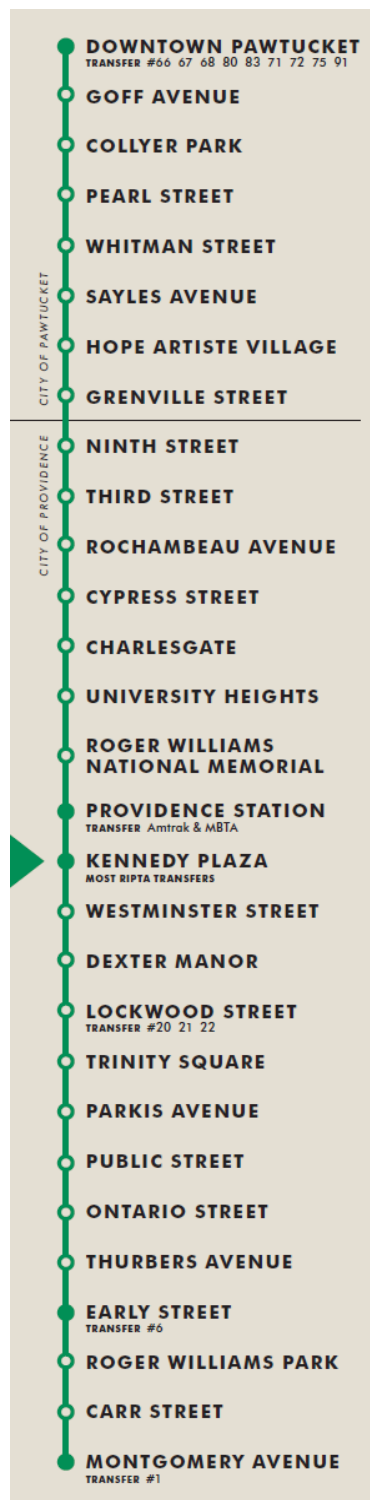 DOWNTOWN PAWTUCKET
TRANSFER #66 67 68 80 83 71 72 75 91
GOFF AVENUE
COLLYER PARK
PEARL STREET
WHITMAN STREET
SAYLES AVENUE
HOPE ARTISTE VILLAGE
GRENVILLE STREET
CITY OF PAWTUCKET
CITY OF PROVIDENCE
NINTH STREET
THIRD STREET
ROCHAMBEAU AVENUE
CYPRESS STREET
CHARLESGATE
UNIVERSITY HEIGHTS
ROGER WILLIAMS
NATIONAL MEMORIAL
PROVIDENCE STATION
TRANSFER Amtrak & MBTA
KENNEDY PLAZA
MOST RIPTA TRANSFERS
WESTMINSTER STREET
DEXTER MANOR
LOCKWOOD STREET
TRANSFER #20 21 22
TRINITY SQUARE
PARKIS AVENUE
PUBLIC STREET
ONTARIO STREET
THURBERS AVENUE
EARLY STREET
TRANSFER #6
ROGER WILLIAMS PARK
CARR STREET
MONTGOMERY AVENUE
TRANSFER #1